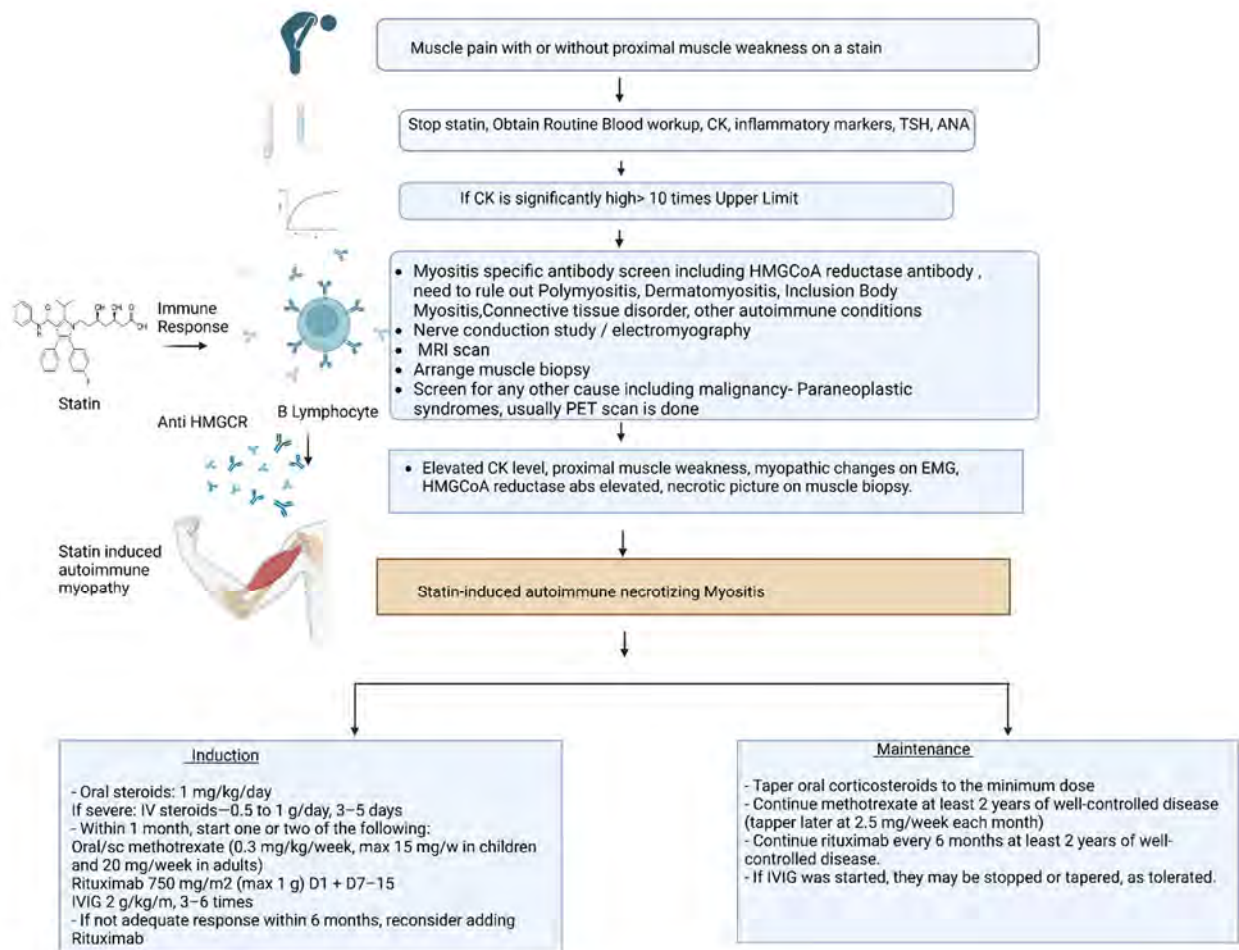 Muscle pain with or without proximal muscle weakness on a stain
Stop statin, Obtain Routine Blood workup, CK, inflammatory markers, TSH, ANA
If CK is significantly high> 10 times Upper Limit
• Myositis specific antibody screen including HMGCoA reductase antibody ,
need to rule out Polymyositis, Dermatomyositis, Inclusion Body
Myositis,Connective tissue disorder, other autoimmune conditions
• Nerve conduction study / electromyography
• MRI scan
• Arrange muscle biopsy
• Screen for any other cause including malignancy- Paraneoplastic
syndromes, usually PET scan is done
Immune
Response
Statin
Anti HMGCR
B Lymphocyte
• Elevated CK level, proximal muscle weakness, myopathic changes on EMG,
HMGCoA reductase abs elevated, necrotic picture on muscle biopsy.
Statin induced
autoimmune
myopathy
Statin-induced autoimmune necrotizing Myositis
Induction
- Oral steroids: 1 mg/kg/day
If severe: IV steroids—0.5 to 1 g/day, 3–5 days
- Within 1 month, start one or two of the following:
Oral/sc methotrexate (0.3 mg/kg/week, max 15 mg/w in children
and 20 mg/week in adults)
Rituximab 750 mg/m2 (max 1 g) D1 + D7–15
IVIG 2 g/kg/m, 3–6 times
- If not adequate response within 6 months, reconsider adding
Rituximab
Maintenance
- Taper oral corticosteroids to the minimum dose
- Continue methotrexate at least 2 years of well-controlled disease
(tapper later at 2.5 mg/week each month)
- Continue rituximab every 6 months at least 2 years of well-
controlled disease.
- If IVIG was started, they may be stopped or tapered, as tolerated.